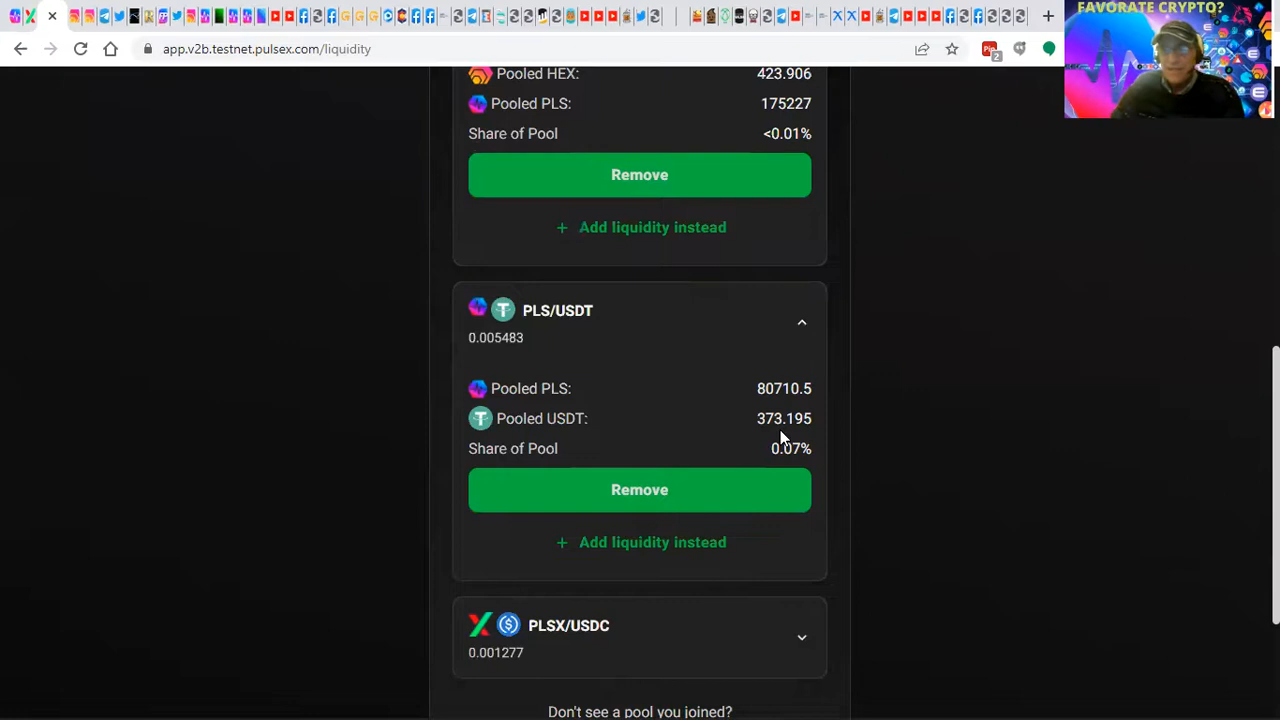 FAVORATE CRYPTO?
app.v2b.testnet.pulsex.com/liquidity
2
Pooled HEX: 423.906
Pooled PLS: 175227
Share of Pool <0.01%
Remove
+ Add liquidity instead
PLS/USDT
0.005483
Pooled PLS: 80710.5
Pooled USDT: 373.195
Share of Pool 0.07%
Remove
+ Add liquidity instead
PLSX/USDC
0.001277
Don't see a pool you joined?